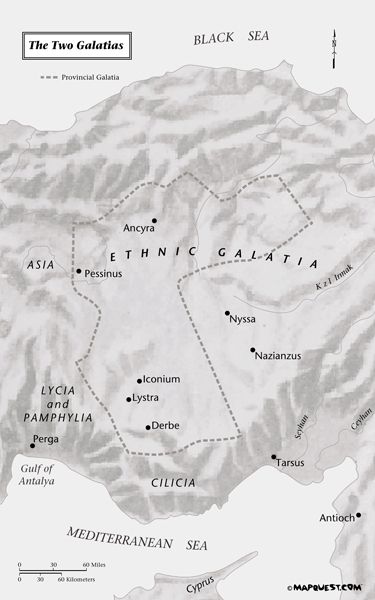 The Two Galatias
Provincial Galatia
BLACK SEA
N
Ancyra
ETHNIC GALATIA
ASIA
Pessinus
Kızıl Irmak
Nyssa
Nazianzus
Iconium
LYCIA
and
PAMPHYLIA
Lystra
Derbe
Perga
Seyhan
Ceyhan
Gulf of
Antalya
Tarsus
CILICIA
Antioch
MEDITERRANEAN SEA
0 30 60 Miles
0 30 60 Kilometers
Cyprus
©MAPQUEST.COM